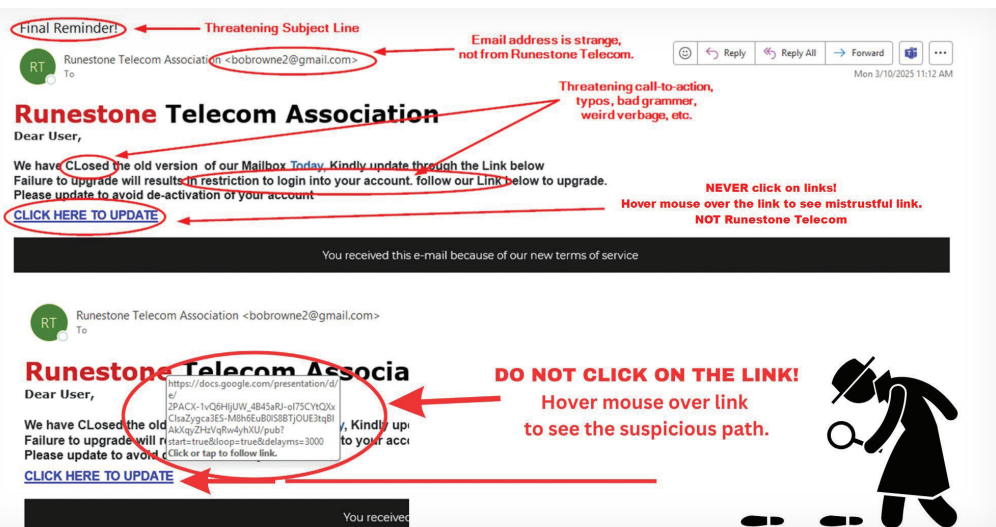 Final Reminder!
Threatening Subject Line
RT
Runestone Telecom Association <bobrowne2@gmail.com>
To
Email address is strange,
not from Runestone Telecom.
Reply
Reply All
Forward
Mon 3/10/2025 11:12 AM
Threatening call-to-action,
typos, bad grammer,
weird verbage, etc.
Runestone Telecom Association
Dear User,
We have CLosed the old version of our Mailbox Today, Kindly update through the Link below
Failure to upgrade will results in restriction to login into your account. follow our Link below to upgrade.
Please update to avoid de-activation of your account
CLICK HERE TO UPDATE
NEVER click on links!
Hover mouse over the link to see mistrustful link.
NOT Runestone Telecom
You received this e-mail because of our new terms of service
RT
Runestone Telecom Association <bobrowne2@gmail.com>
To
Runestone Telecom Associa
Dear User,
https://docs.google.com/presentation/d/
e/
2PACX-1vQ6HIjUW_4B45aRJ-oI75CYtQXx
CIsaZygca3ES-M8h6EuB0IS8BTjOUE3tqBI
AkXqyZHzVqRw4yhXU/pub?
start=true&loop=true&delayms=3000
Click or tap to follow link.
We have CLosed the old , Kindly up
Failure to upgrade will r to your acc
Please update to avoid
CLICK HERE TO UPDATE
DO NOT CLICK ON THE LINK!
Hover mouse over link
to see the suspicious path.
You received